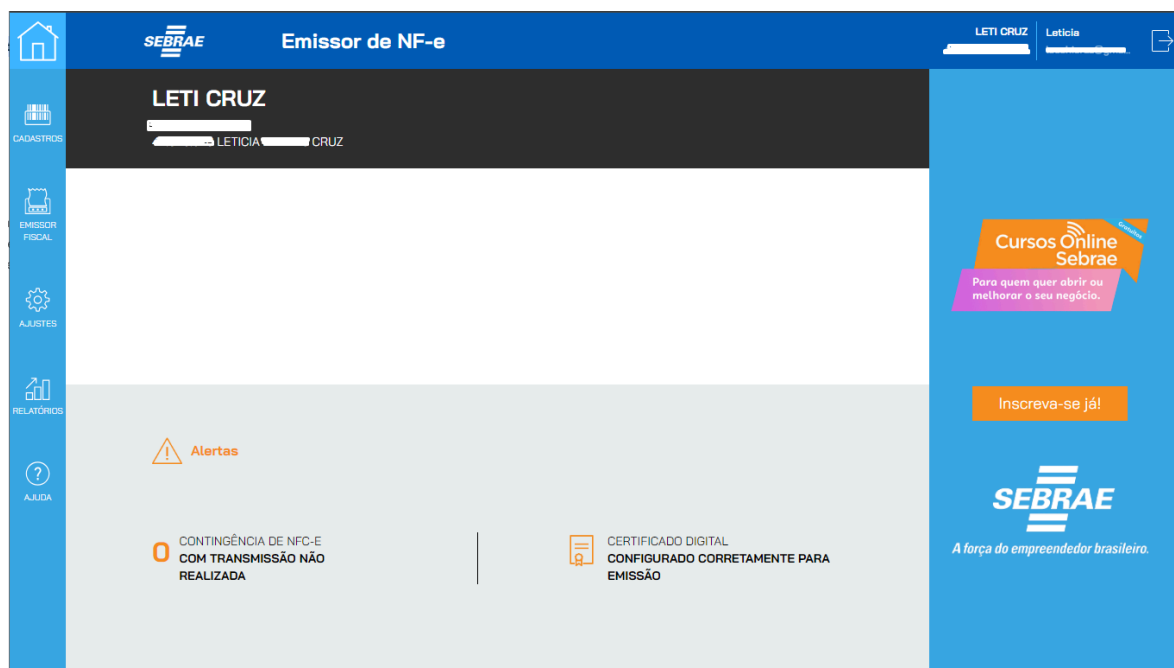 SEBRAE
Emissor de NF-e
LETI CRUZ
Leticia
CADASTROS
EMISSOR
FISCAL
AJUSTES
RELATÓRIOS
AJUDA
LETI CRUZ
LETICIA CRUZ
Alertas
0
CONTINGÊNCIA DE NFC-E
COM TRANSMISSÃO NÃO
REALIZADA
CERTIFICADO DIGITAL
CONFIGURADO CORRETAMENTE PARA
EMISSÃO
Gratuitos
Cursos Online
Sebrae
Para quem quer abrir ou
melhorar o seu negócio.
Inscreva-se já!
SEBRAE
A força do empreendedor brasileiro.